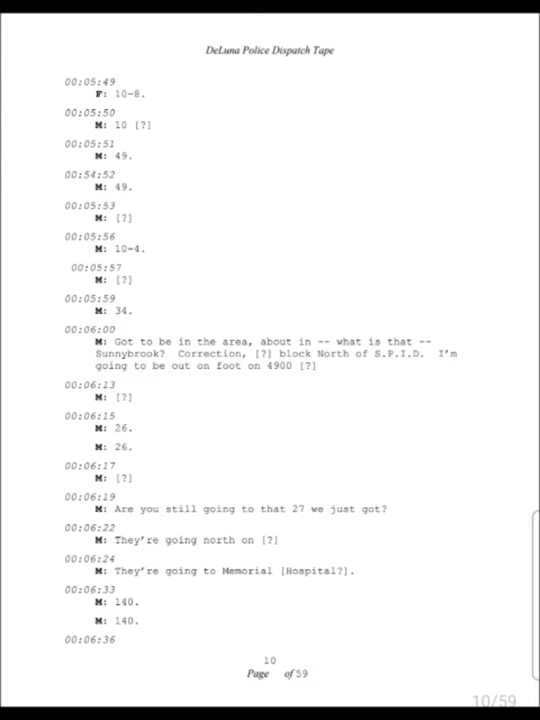 DeLuna Police Dispatch Tape
00:05:49
F: 10-8.
00:05:50
M: 10 [?]
00:05:51
M: 49.
00:54:52
M: 49.
00:05:53
M: [?]
00:05:56
M: 10-4.
00:05:57
M: [?]
00:05:59
M: 34.
00:06:00
M: Got to be in the area, about in -- what is that --
Sunnybrook? Correction, [?] block North of S.P.I.D. I'm
going to be out on foot on 4900 [?]
00:06:13
M: [?]
00:06:15
M: 26.
M: 26.
00:06:17
M: [?]
00:06:19
M: Are you still going to that 27 we just got?
00:06:22
M: They're going north on [?]
00:06:24
M: They're going to Memorial [Hospital?].
00:06:33
M: 140.
M: 140.
00:06:36
10
Page of 59
10/59